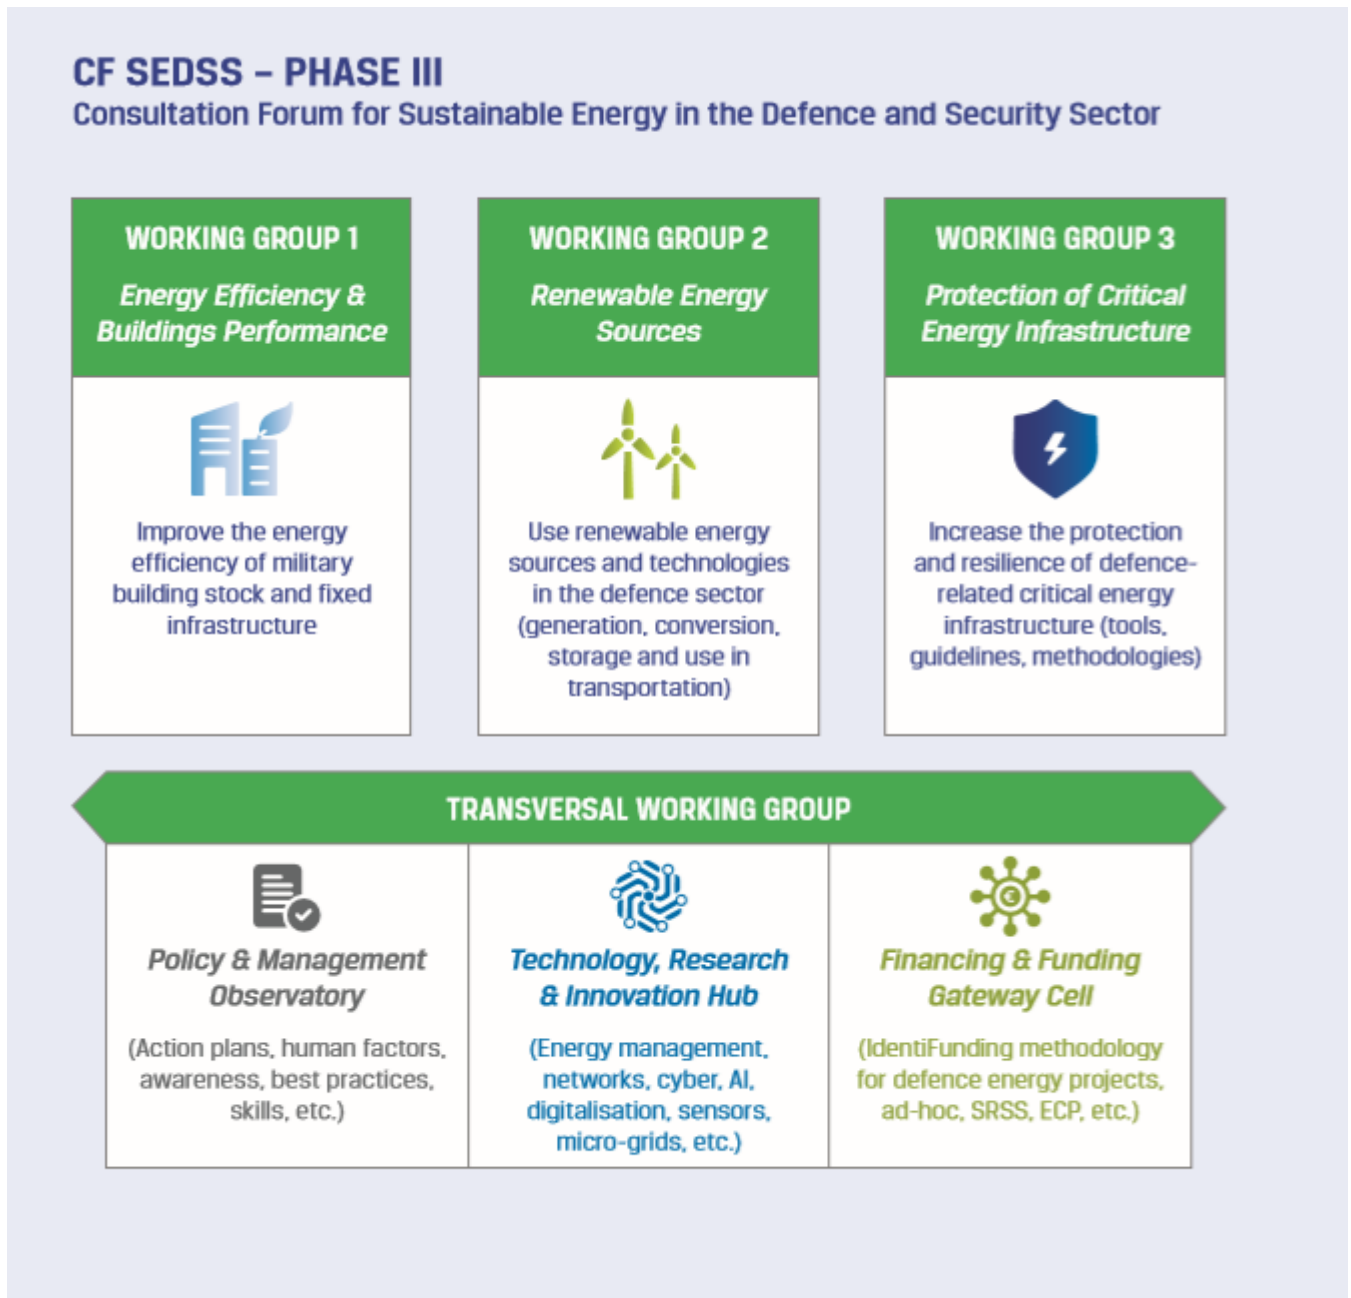 CF SEDSS – PHASE III
Consultation Forum for Sustainable Energy in the Defence and Security Sector
WORKING GROUP 1
Energy Efficiency &
Buildings Performance
Improve the energy
efficiency of military
building stock and fixed
infrastructure
WORKING GROUP 2
Renewable Energy
Sources
Use renewable energy
sources and technologies
in the defence sector
(generation, conversion,
storage and use in
transportation)
WORKING GROUP 3
Protection of Critical
Energy Infrastructure
Increase the protection
and resilience of defence-
related critical energy
infrastructure (tools,
guidelines, methodologies)
TRANSVERSAL WORKING GROUP
Policy & Management
Observatory
(Action plans, human factors,
awareness, best practices,
skills, etc.)
Technology, Research
& Innovation Hub
(Energy management,
networks, cyber, AI,
digitalisation, sensors,
micro-grids, etc.)
€
Financing & Funding
Gateway Cell
(IdentiFunding methodology
for defence energy projects,
ad-hoc, SRSS, ECP, etc.)